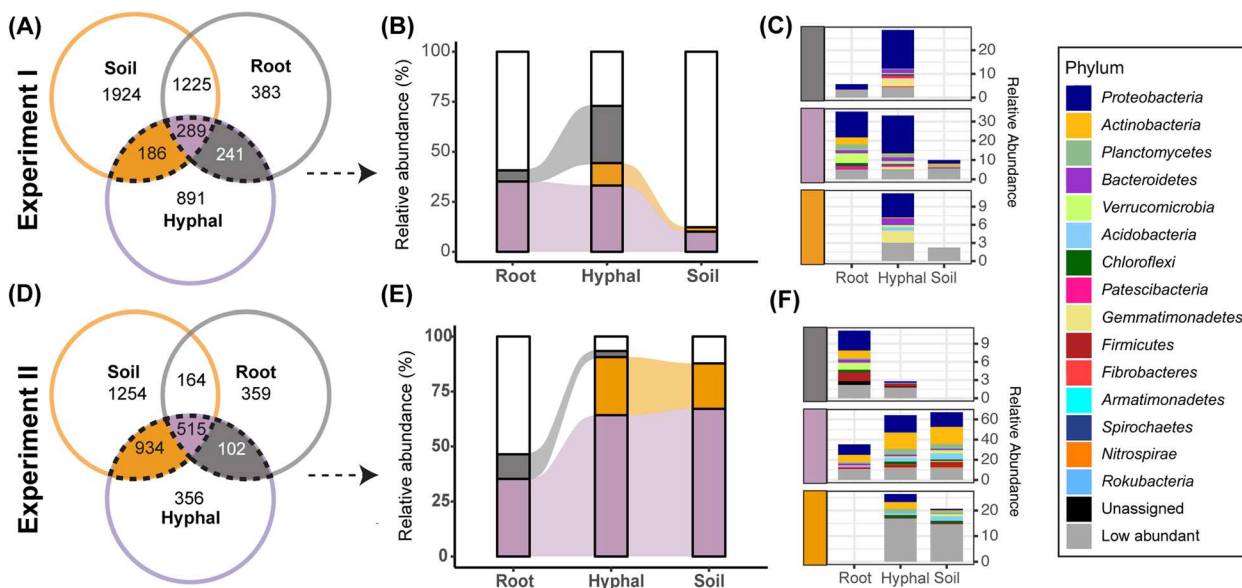 Experiment I
(A)
Soil
1924
1225
Root
383
289
186
241
891
Hyphal
(B)
Relative abundance (%)
100
75
50
25
0
Root Hyphal Soil
(C)
20
10
0
30
20
10
0
9
6
3
0
Relative Abundance
Root Hyphal Soil
Experiment II
(D)
Soil
1254
164
Root
359
515
934
102
356
Hyphal
(E)
Relative abundance (%)
100
75
50
25
0
Root Hyphal Soil
(F)
9
6
3
0
60
40
20
0
20
10
0
Relative Abundance
Root Hyphal Soil
Phylum
Proteobacteria
Actinobacteria
Planctomycetes
Bacteroidetes
Verrucomicrobia
Acidobacteria
Chloroflexi
Patescibacteria
Gemmatimonadetes
Firmicutes
Fibrobacteres
Armatimonadetes
Spirochaetes
Nitrospirae
Rokubacteria
Unassigned
Low abundant